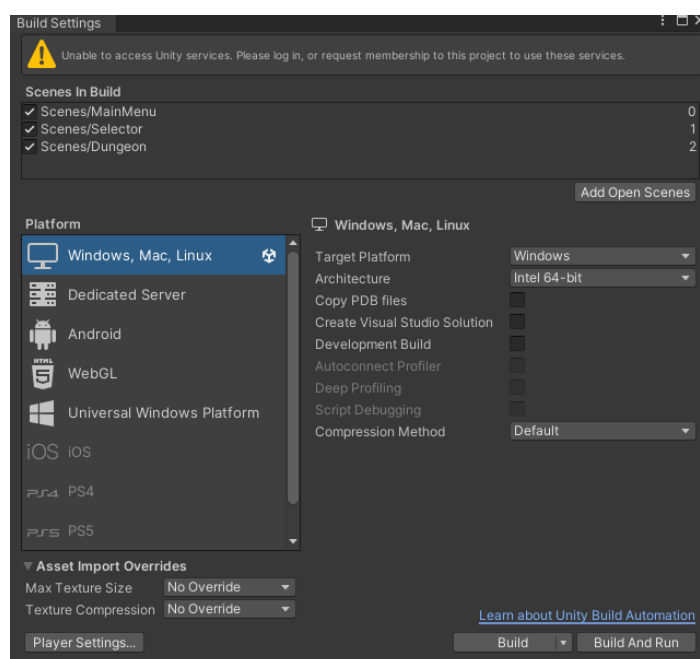 Build Settings
Unable to access Unity services. Please log in, or request membership to this project to use these services.
Scenes In Build
Scenes/MainMenu 0
Scenes/Selector 1
Scenes/Dungeon 2
Add Open Scenes
Platform
Windows, Mac, Linux
Dedicated Server
Android
HTML 5 WebGL
Universal Windows Platform
iOS iOS
PS4 PS4
PS5 PS5
Windows, Mac, Linux
Target Platform Windows
Architecture Intel 64-bit
Copy PDB files
Create Visual Studio Solution
Development Build
Autoconnect Profiler
Deep Profiling
Script Debugging
Compression Method Default
Asset Import Overrides
Max Texture Size No Override
Texture Compression No Override
Learn about Unity Build Automation
Player Settings... Build Build And Run